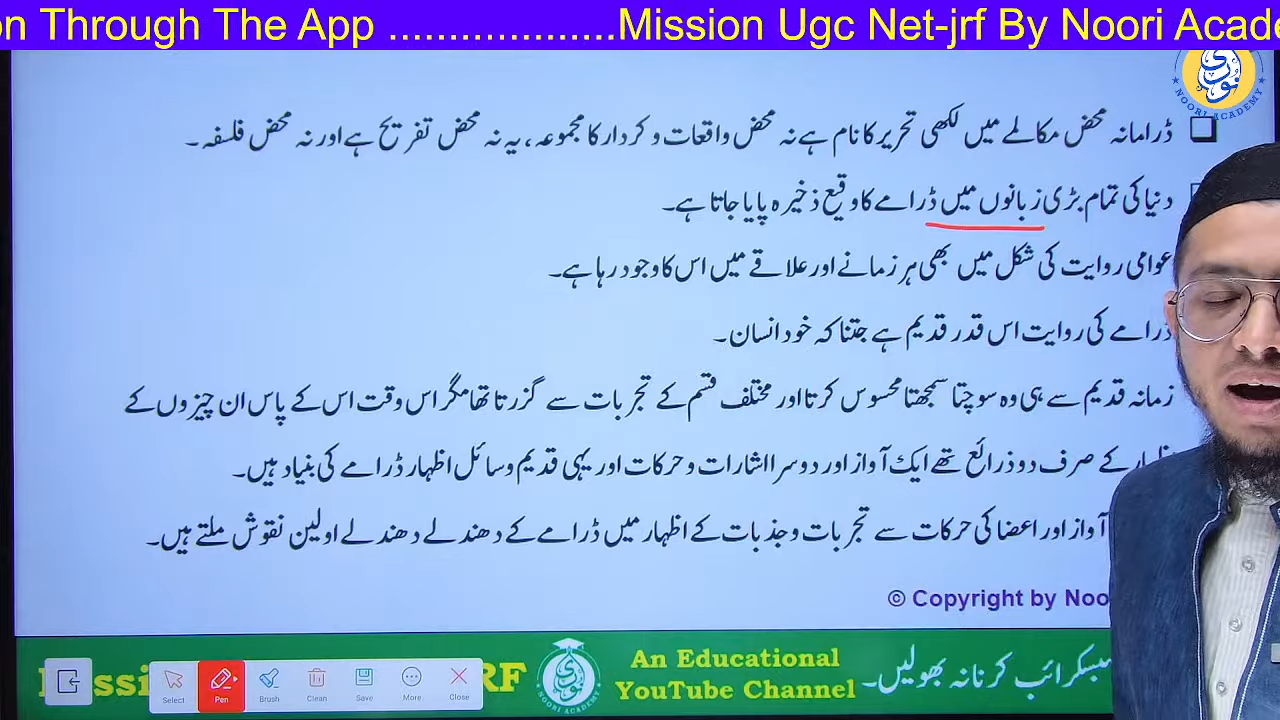 on Through The App ...................Mission Ugc Net-jrf By Noori Acade
NOORI ACADEMY
ڈراما نہ محض مکالمے میں لکھی تحریر کا نام ہے نہ محض واقعات و کردار کا مجموعہ، یہ نہ محض تفریح ہے اور نہ محض فلسفہ۔
دنیا کی تمام بڑی زبانوں میں ڈرامے کا وقیع ذخیرہ پایا جاتا ہے۔
عوامی روایت کی شکل میں بھی ہر زمانے اور علاقے میں اس کا وجود رہا ہے۔
ڈرامے کی روایت اس قدر قدیم ہے جتنا کہ خود انسان۔
زمانہ قدیم سے ہی وہ سوچتا سمجھتا محسوس کرتا اور مختلف قسم کے تجربات سے گزرتا تھا مگر اس وقت اس کے پاس ان چیزوں کے
کے صرف دو ذرائع تھے ایک آواز اور دوسرا اشارات و حرکات اور یہی قدیم وسائل اظہار ڈرامے کی بنیاد ہیں۔
آواز اور اعضا کی حرکات سے تجربات و جذبات کے اظہار میں ڈرامے کے دھندلے دھندلے اولین نقوش ملتے ہیں۔
© Copyright by Noo
RF
NOORI ACADEMY
An Educational
YouTube Channel
سبسکرائب کرنا نہ بھولیں۔
Select
Pen
Brush
Clean
Save
More
Close